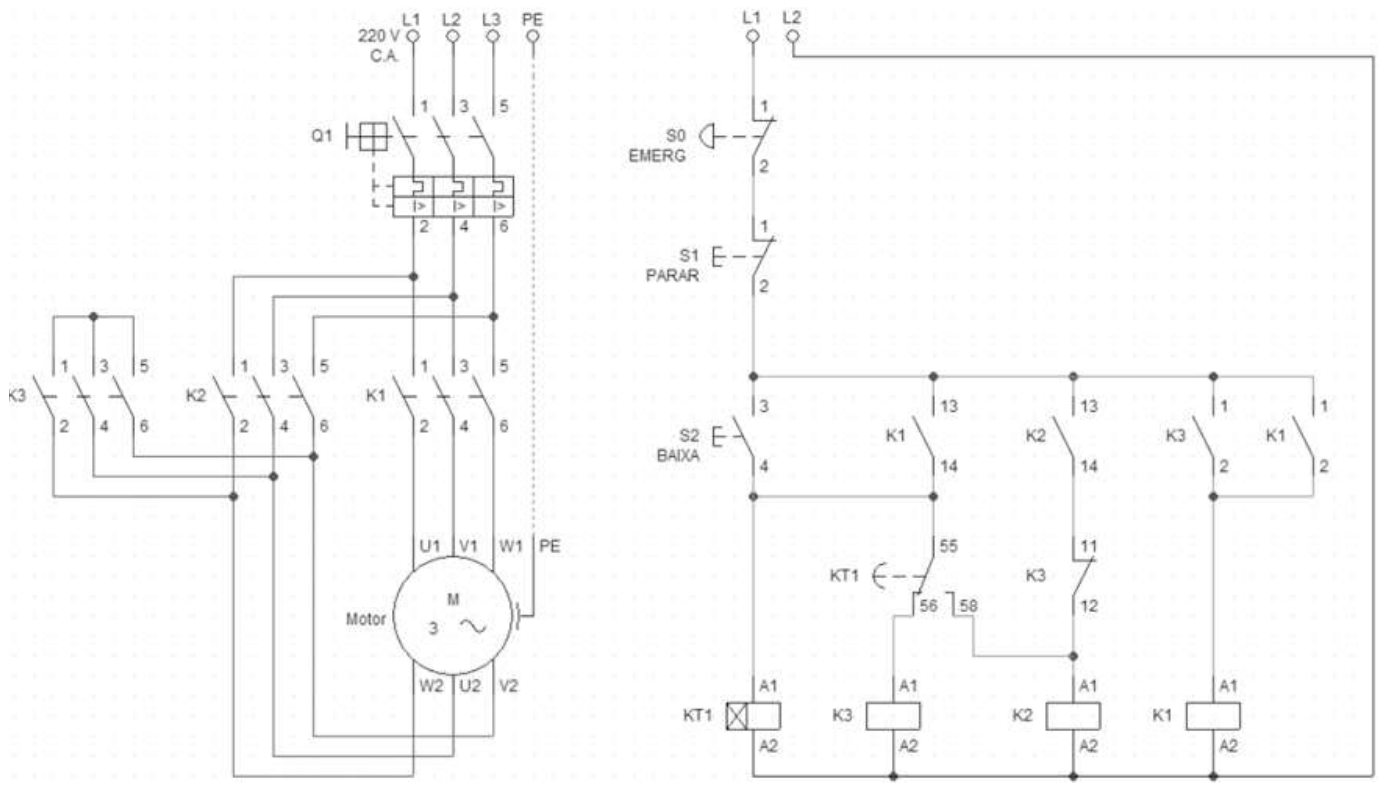 L1 L2 L3 PE
220 V
C.A.
1 3 5
Q1
I> I> I>
2 4 6
1 3 5
K3
2 4 6
1 3 5
K2
2 4 6
1 3 5
K1
2 4 6
U1 V1 W1 PE
Motor
M
3
W2 U2 V2
L1 L2
1
S0
EMERG
2
1
S1
PARAR
2
3
S2
BAIXA
4
13
K1
14
13
K2
14
1
K3
2
1
K1
2
55
KT1
56 58
11
K3
12
A1
KT1
A2
A1
K3
A2
A1
K2
A2
A1
K1
A2